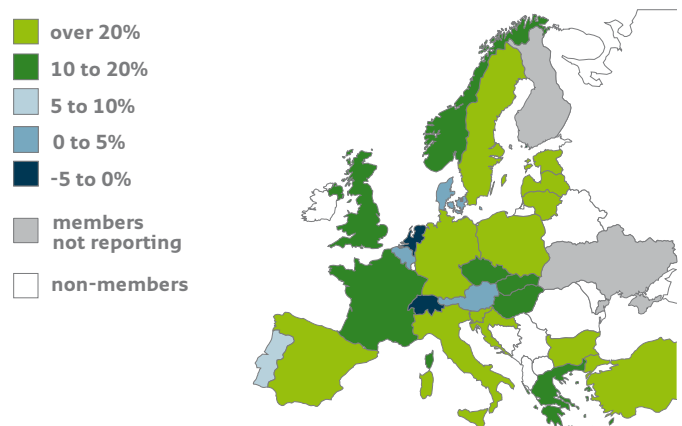 over 20%
10 to 20%
5 to 10%
0 to 5%
-5 to 0%
members
not reporting
non-members